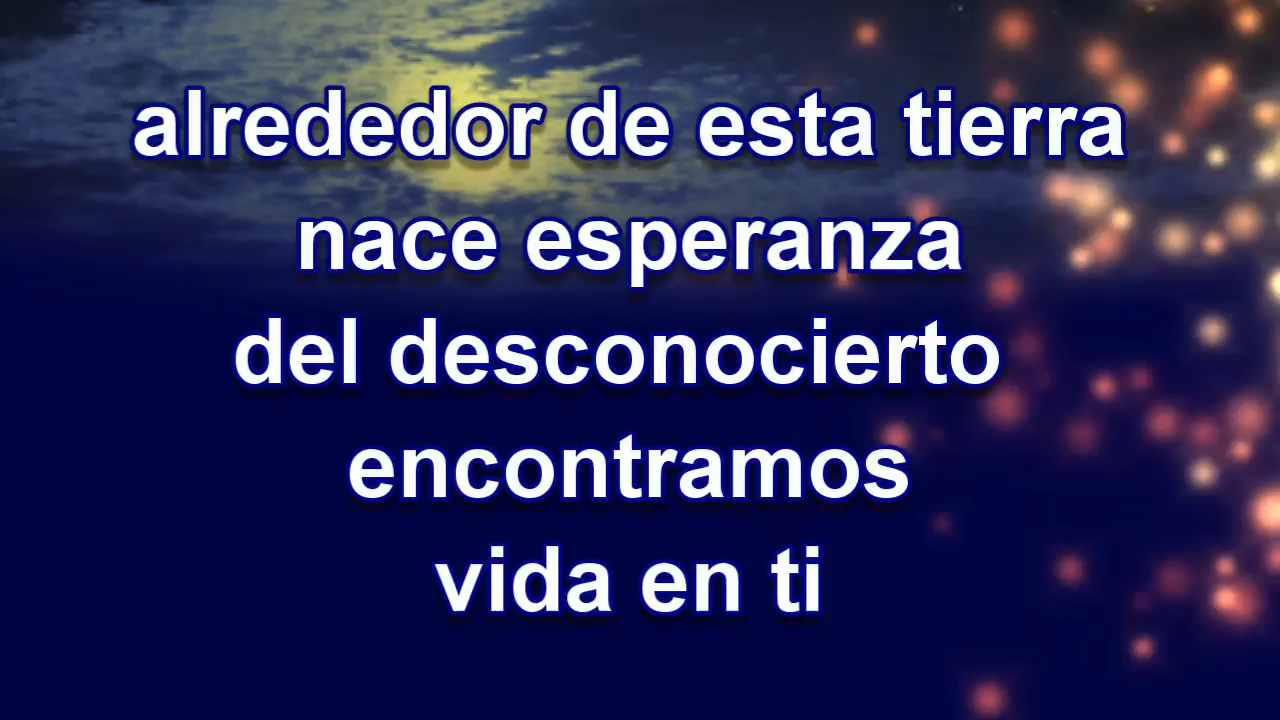 alrededor de esta tierra
nace esperanza
del desconocierto
encontramos
vida en ti